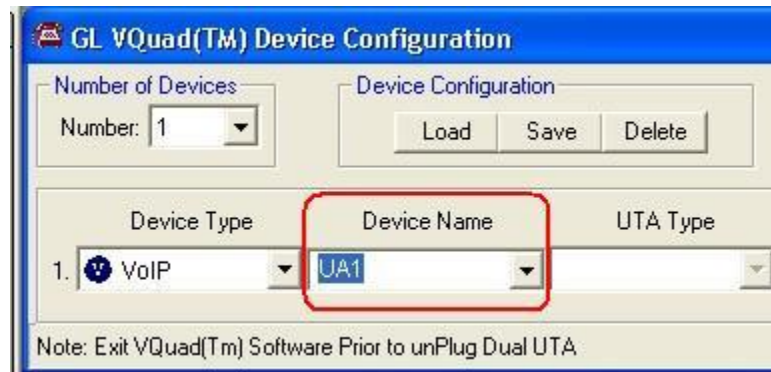 GL VQuad(TM) Device Configuration
Number of Devices
Device Configuration
Number: 1
Load Save Delete
Device Type Device Name UTA Type
1. V VoIP UA1
Note: Exit VQuad(Tm) Software Prior to unPlug Dual UTA